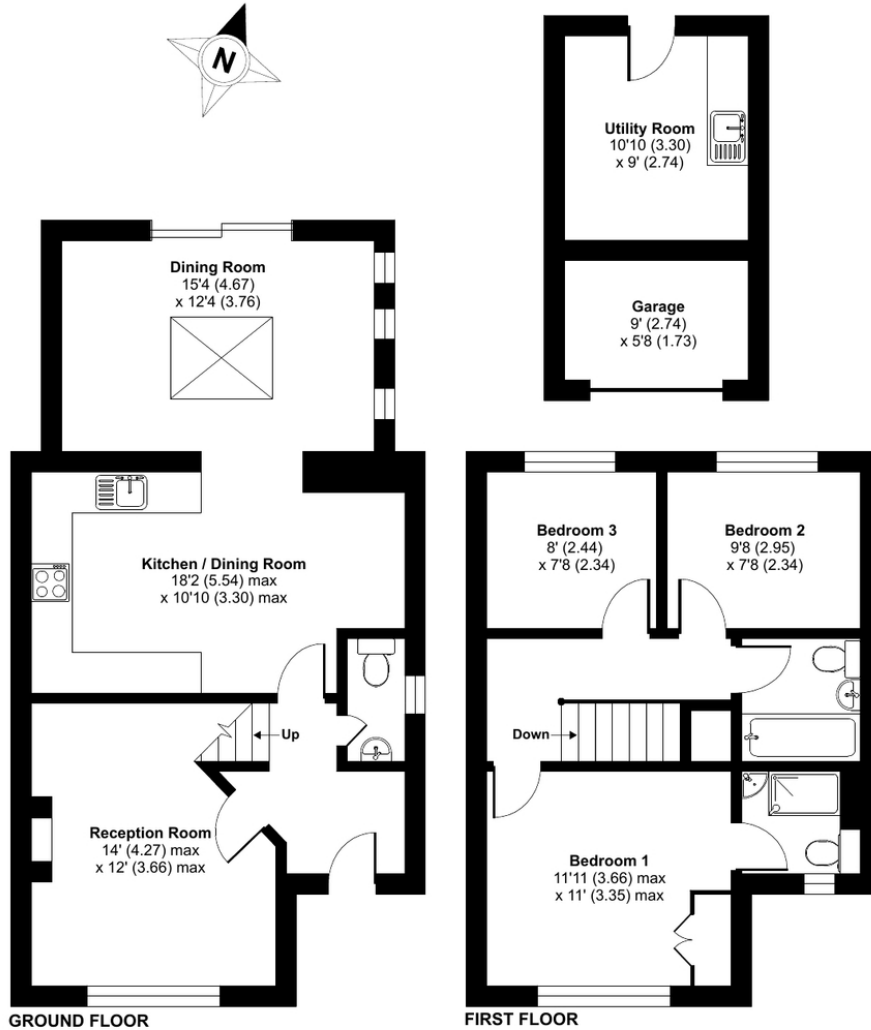 N
Utility Room
10'10 (3.30)
x 9' (2.74)
Garage
9' (2.74)
x 5'8 (1.73)
Dining Room
15'4 (4.67)
x 12'4 (3.76)
Kitchen / Dining Room
18'2 (5.54) max
x 10'10 (3.30) max
Up
Reception Room
14' (4.27) max
x 12' (3.66) max
GROUND FLOOR
Bedroom 3
8' (2.44)
x 7'8 (2.34)
Bedroom 2
9'8 (2.95)
x 7'8 (2.34)
Down
Bedroom 1
11'11 (3.66) max
x 11' (3.35) max
FIRST FLOOR